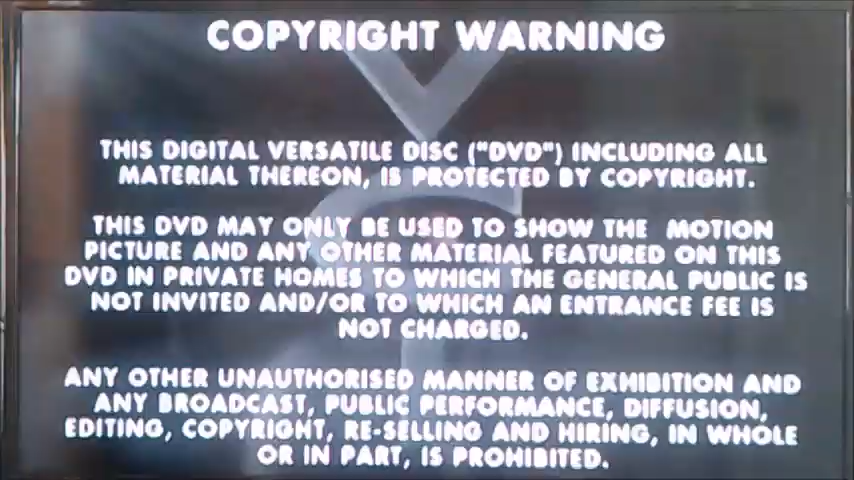 COPYRIGHT WARNING
THIS DIGITAL VERSATILE DISC ("DVD") INCLUDING ALL
MATERIAL THEREON, IS PROTECTED BY COPYRIGHT.
THIS DVD MAY ONLY BE USED TO SHOW THE MOTION
PICTURE AND ANY OTHER MATERIAL FEATURED ON THIS
DVD IN PRIVATE HOMES TO WHICH THE GENERAL PUBLIC IS
NOT INVITED AND/OR TO WHICH AN ENTRANCE FEE IS
NOT CHARGED.
ANY OTHER UNAUTHORISED MANNER OF EXHIBITION AND
ANY BROADCAST, PUBLIC PERFORMANCE, DIFFUSION,
EDITING, COPYRIGHT, RE-SELLING AND HIRING, IN WHOLE
OR IN PART, IS PROHIBITED.